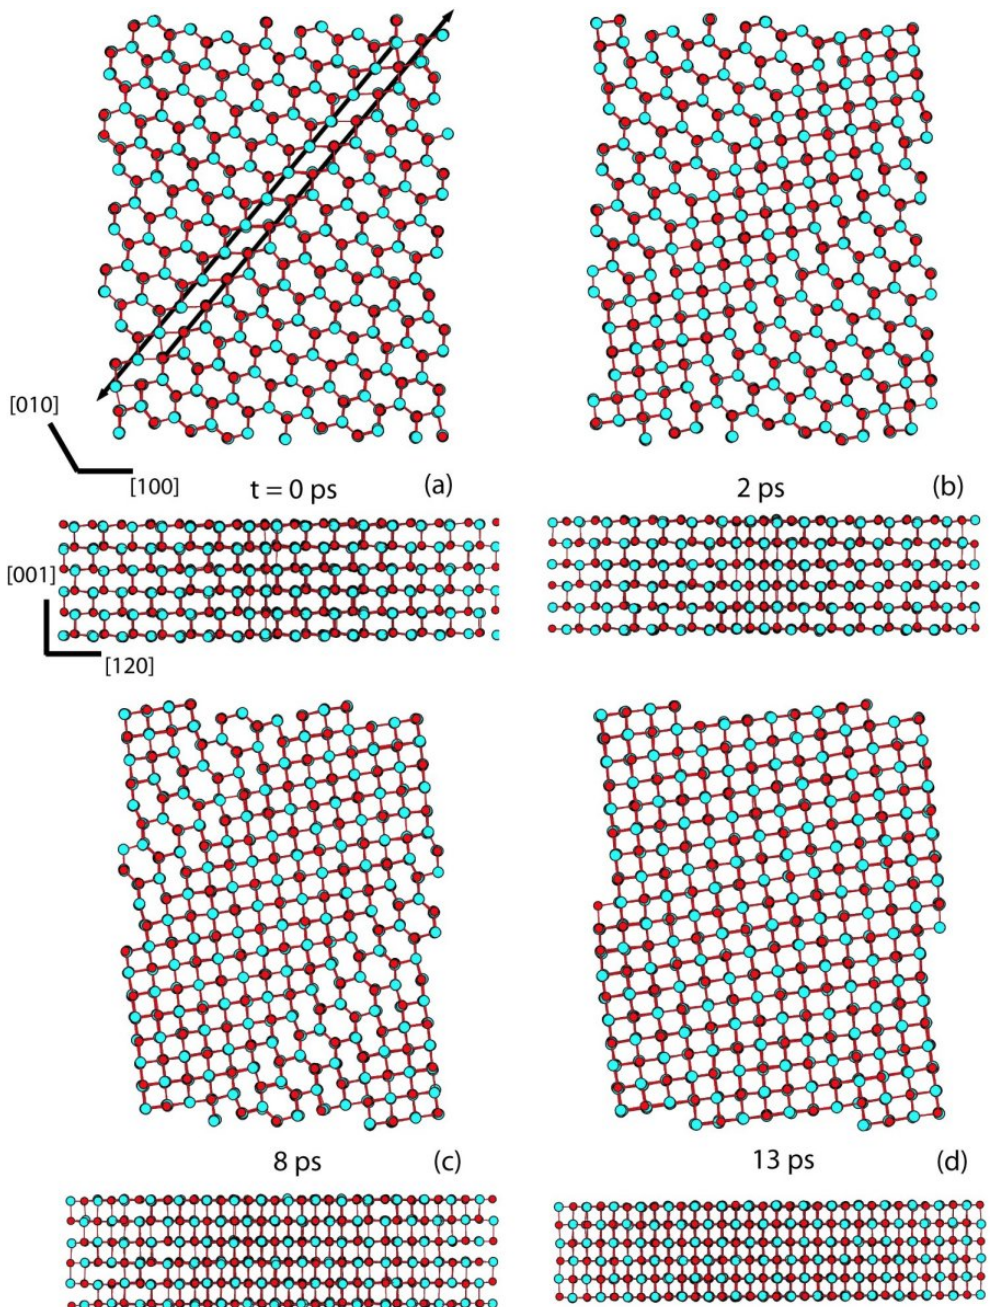 [010]
[100]
t = 0 ps
(a)
2 ps
(b)
[001]
[120]
8 ps
(c)
13 ps
(d)